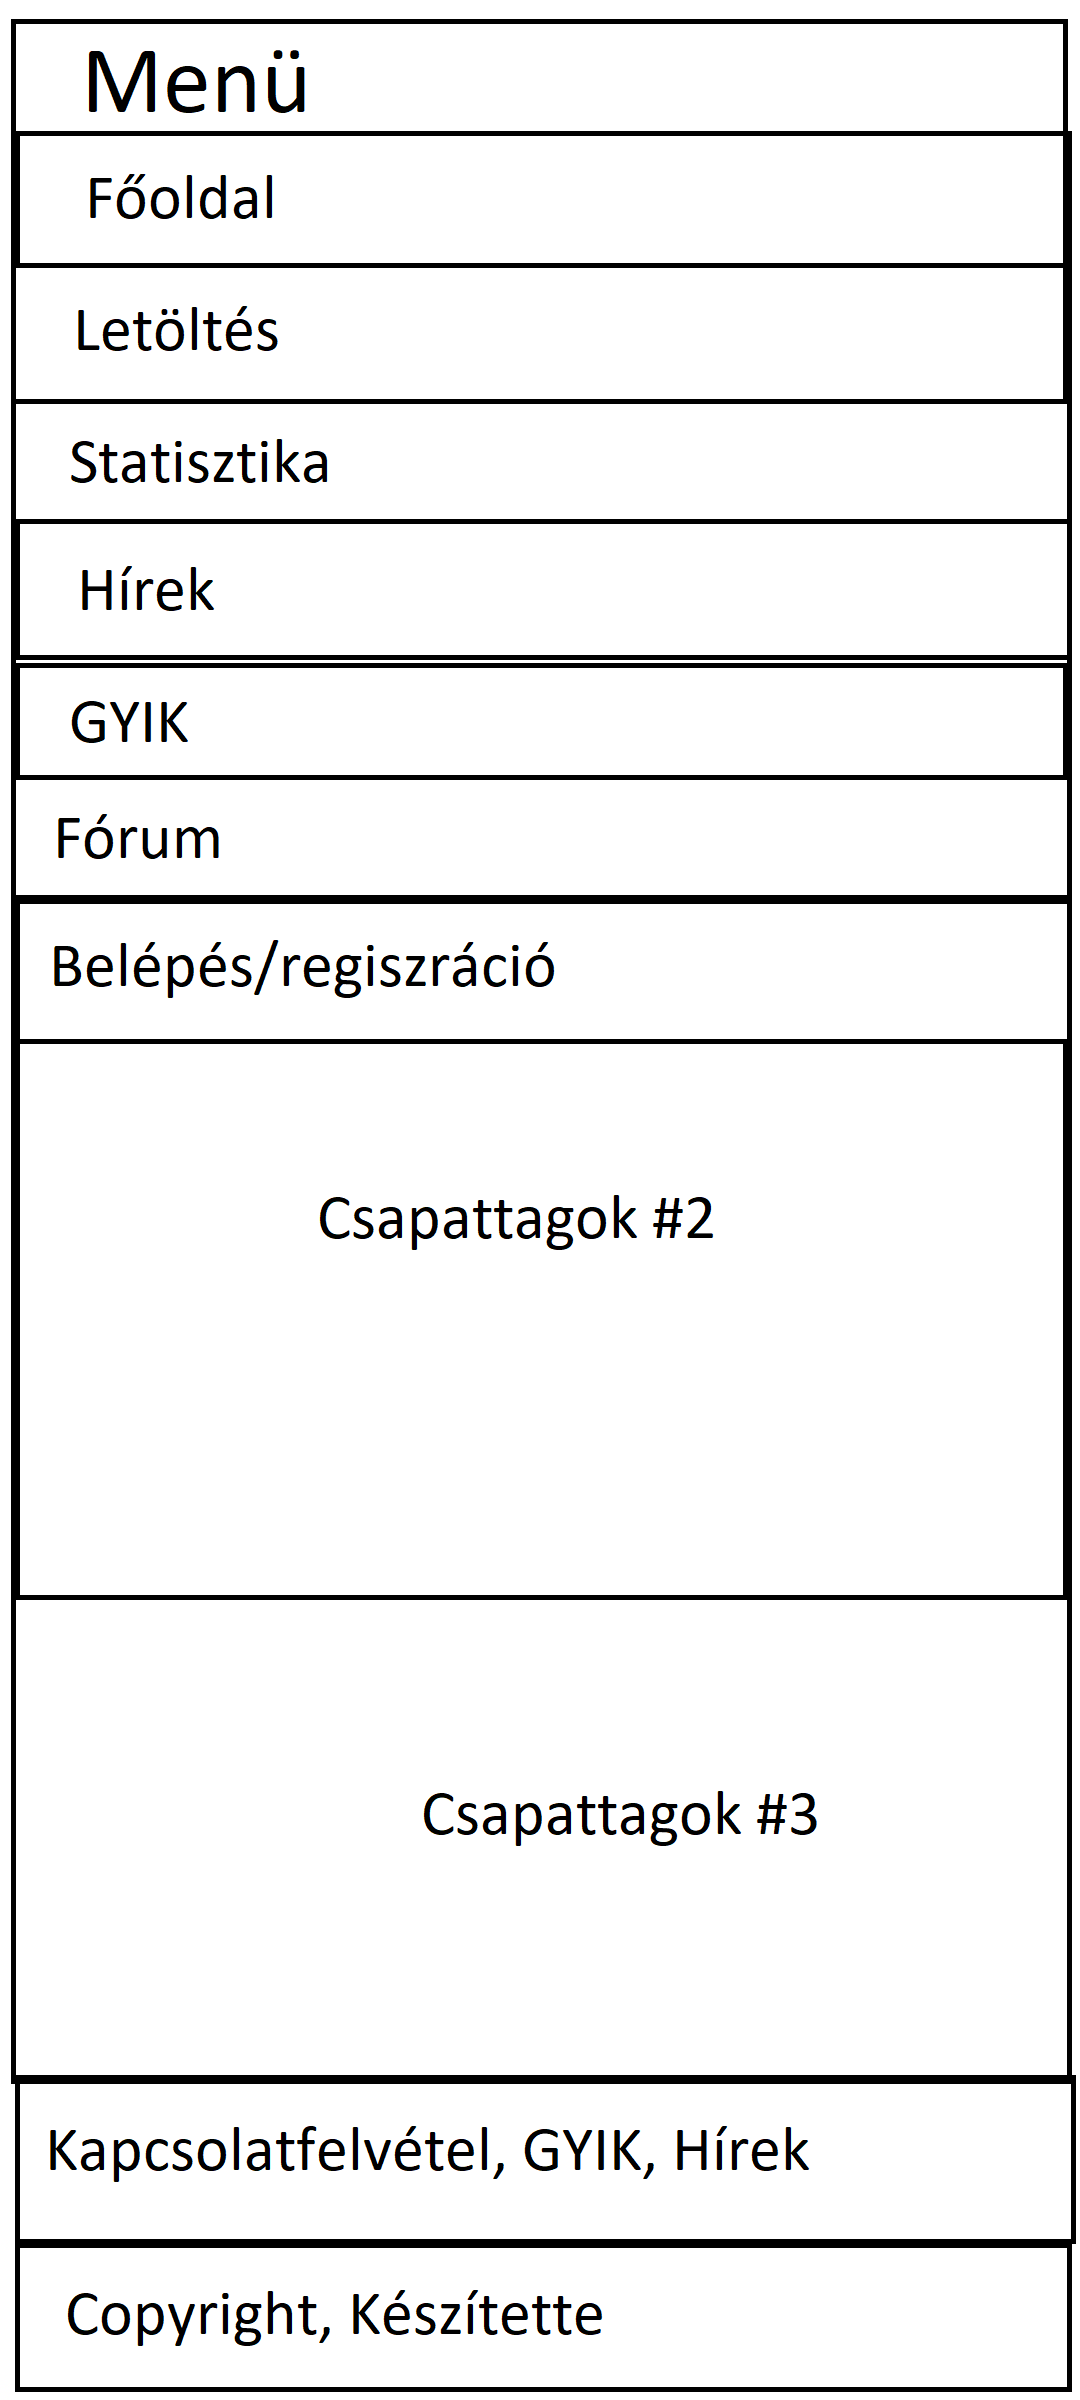 Menü
Főoldal
Letöltés
Statisztika
Hírek
GYIK
Fórum
Belépés/regiszráció
Csapattagok #2
Csapattagok #3
Kapcsolatfelvétel, GYIK, Hírek
Copyright, Készítette